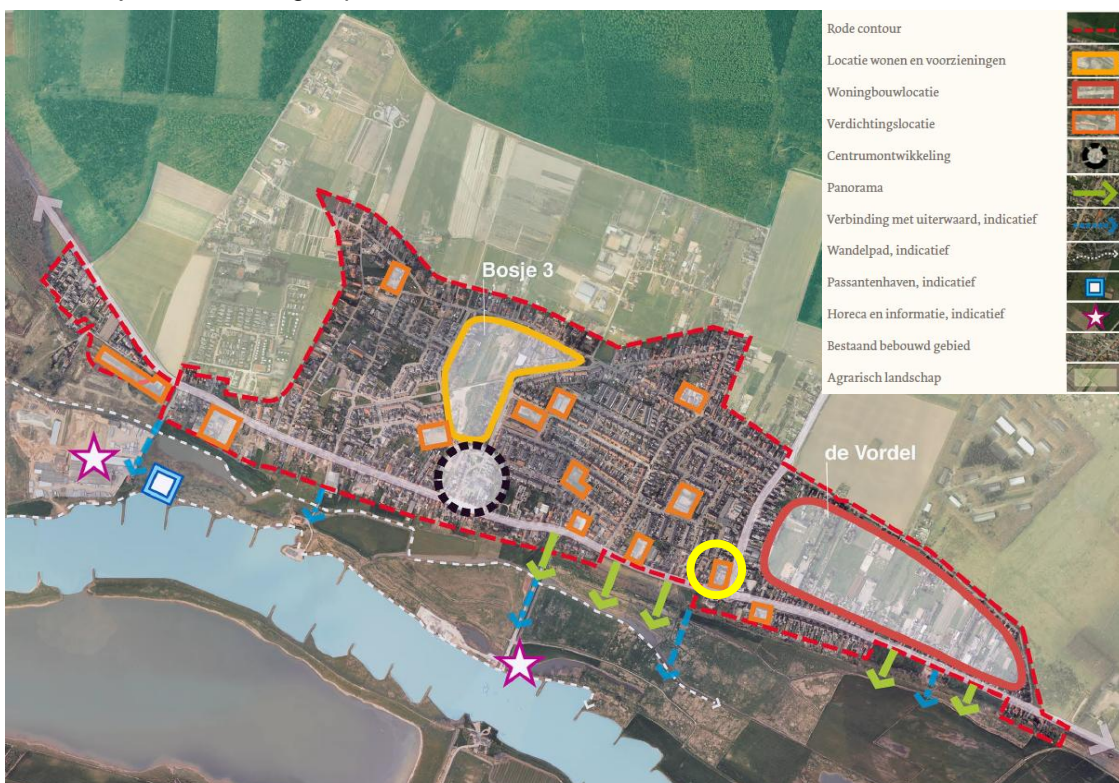 Rode contour
Locatie wonen en voorzieningen
Woningbouwlocatie
Verdichtingslocatie
Centrumontwikkeling
Panorama
Verbinding met uiterwaard, indicatief
Wandelpad, indicatief
Passantenhaven, indicatief
Horeca en informatie, indicatief
Bestaand bebouwd gebied
Agrarisch landschap
Bosje 3
de Vordel